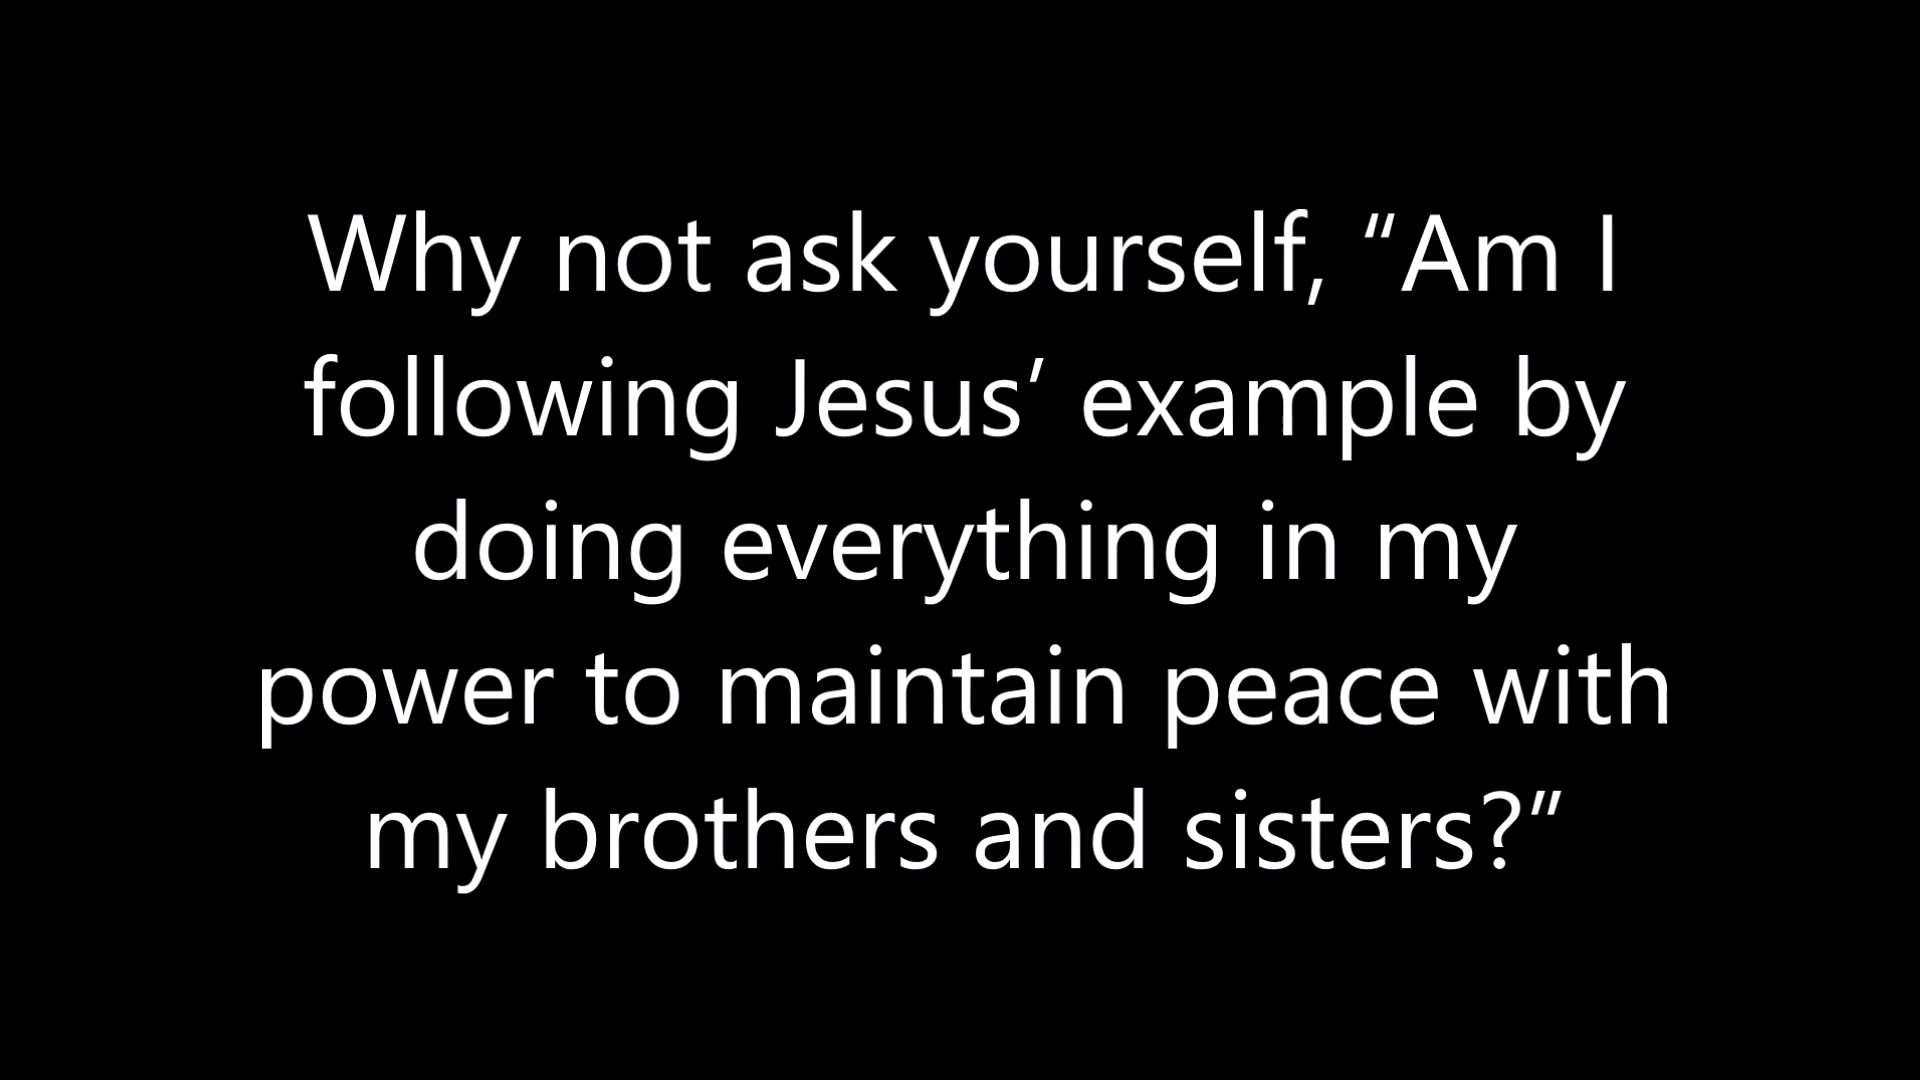 Why not ask yourself, “Am I
following Jesus’ example by
doing everything in my
power to maintain peace with
my brothers and sisters?”